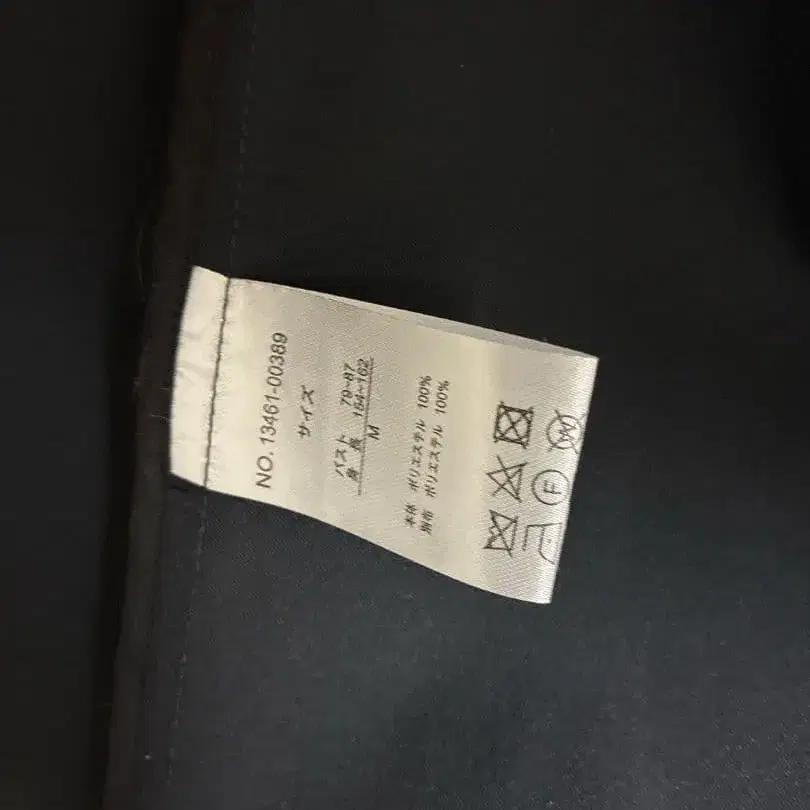 NO. 13461-00389
サイズ
バスト 79~87
身長 154~162
M
本体 ポリエステル 100%
別布 ポリエステル 100%
F
W